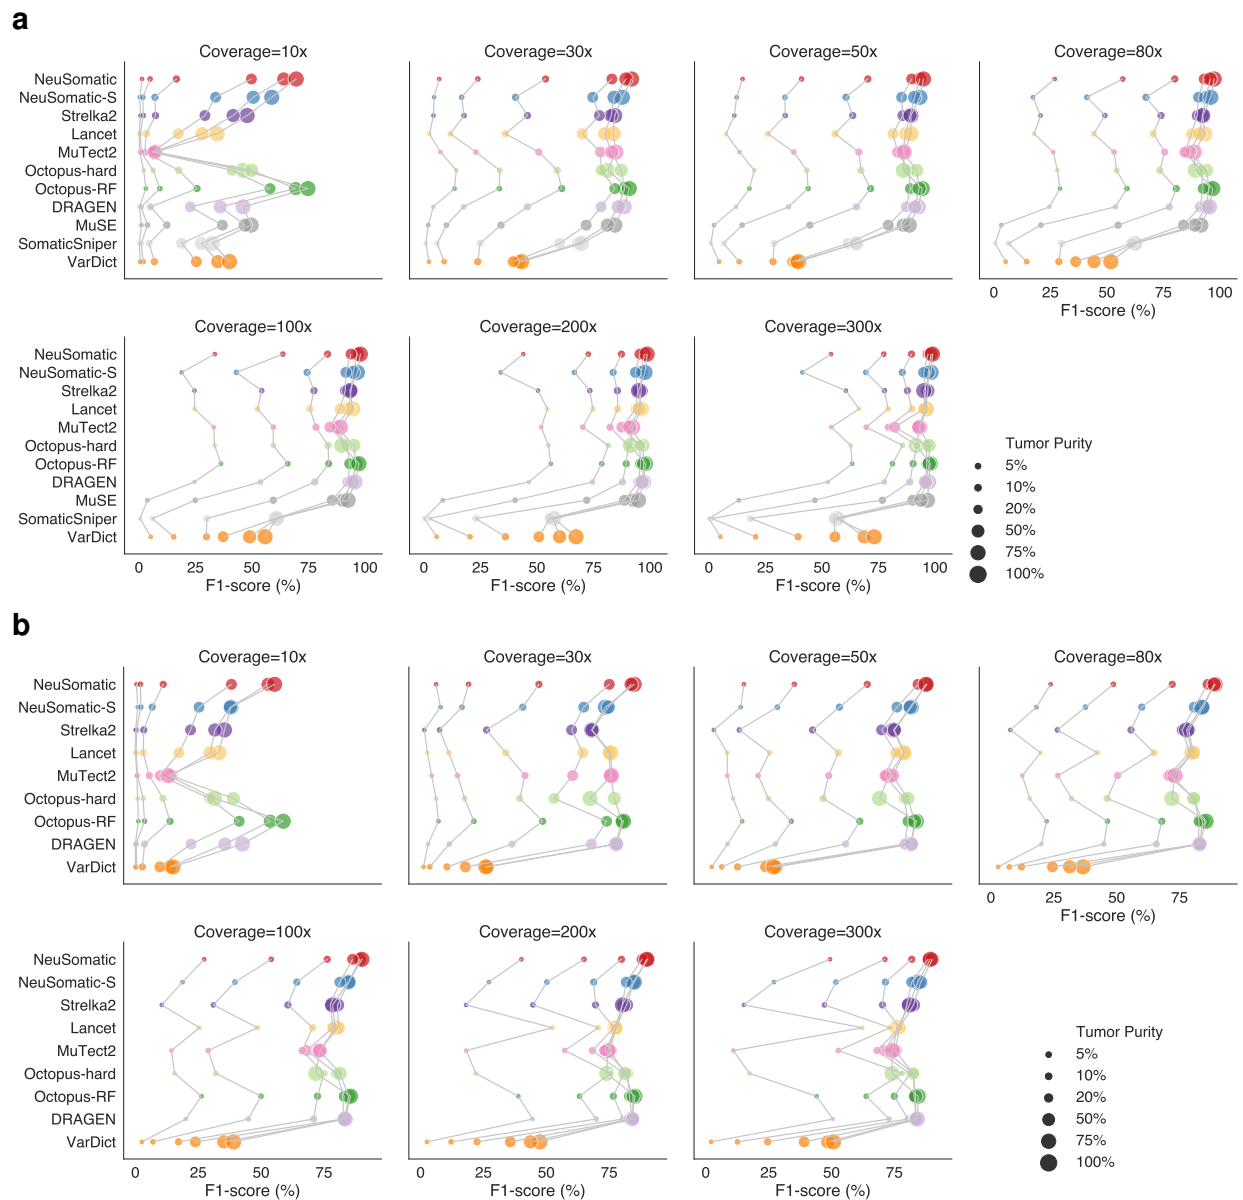 a
Coverage=10x
Coverage=30x
Coverage=50x
Coverage=80x
NeuSomatic
NeuSomatic-S
Strelka2
Lancet
MuTect2
Octopus-hard
Octopus-RF
DRAGEN
MuSE
SomaticSniper
VarDict
0 25 50 75 100
F1-score (%)
Coverage=100x
Coverage=200x
Coverage=300x
NeuSomatic
NeuSomatic-S
Strelka2
Lancet
MuTect2
Octopus-hard
Octopus-RF
DRAGEN
MuSE
SomaticSniper
VarDict
0 25 50 75 100
F1-score (%)
0 25 50 75 100
F1-score (%)
0 25 50 75 100
F1-score (%)
Tumor Purity
5%
10%
20%
50%
75%
100%
b
Coverage=10x
Coverage=30x
Coverage=50x
Coverage=80x
NeuSomatic
NeuSomatic-S
Strelka2
Lancet
MuTect2
Octopus-hard
Octopus-RF
DRAGEN
VarDict
0 25 50 75
F1-score (%)
Coverage=100x
Coverage=200x
Coverage=300x
NeuSomatic
NeuSomatic-S
Strelka2
Lancet
MuTect2
Octopus-hard
Octopus-RF
DRAGEN
VarDict
0 25 50 75
F1-score (%)
0 25 50 75
F1-score (%)
0 25 50 75
F1-score (%)
Tumor Purity
5%
10%
20%
50%
75%
100%